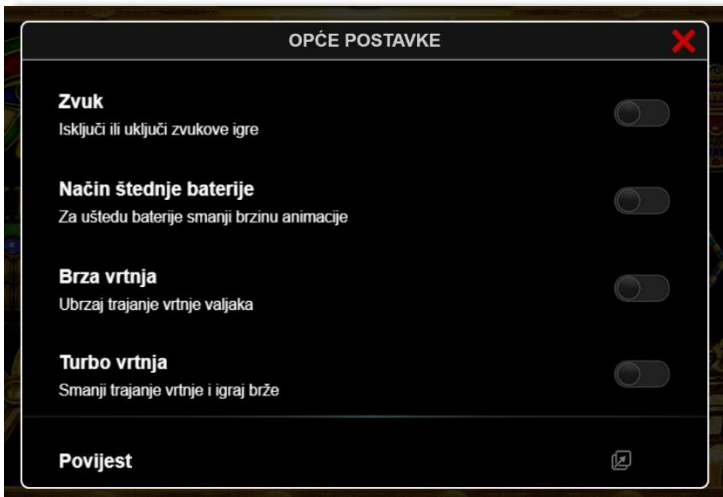 OPĆE POSTAVKE
Zvuk
Isključi ili uključi zvukove igre
Način štednje baterije
Za uštedu baterije smanji brzinu animacije
Brza vrtnja
Ubrzaj trajanje vrtnje valjaka
Turbo vrtnja
Smanji trajanje vrtnje i igraj brže
Povijest